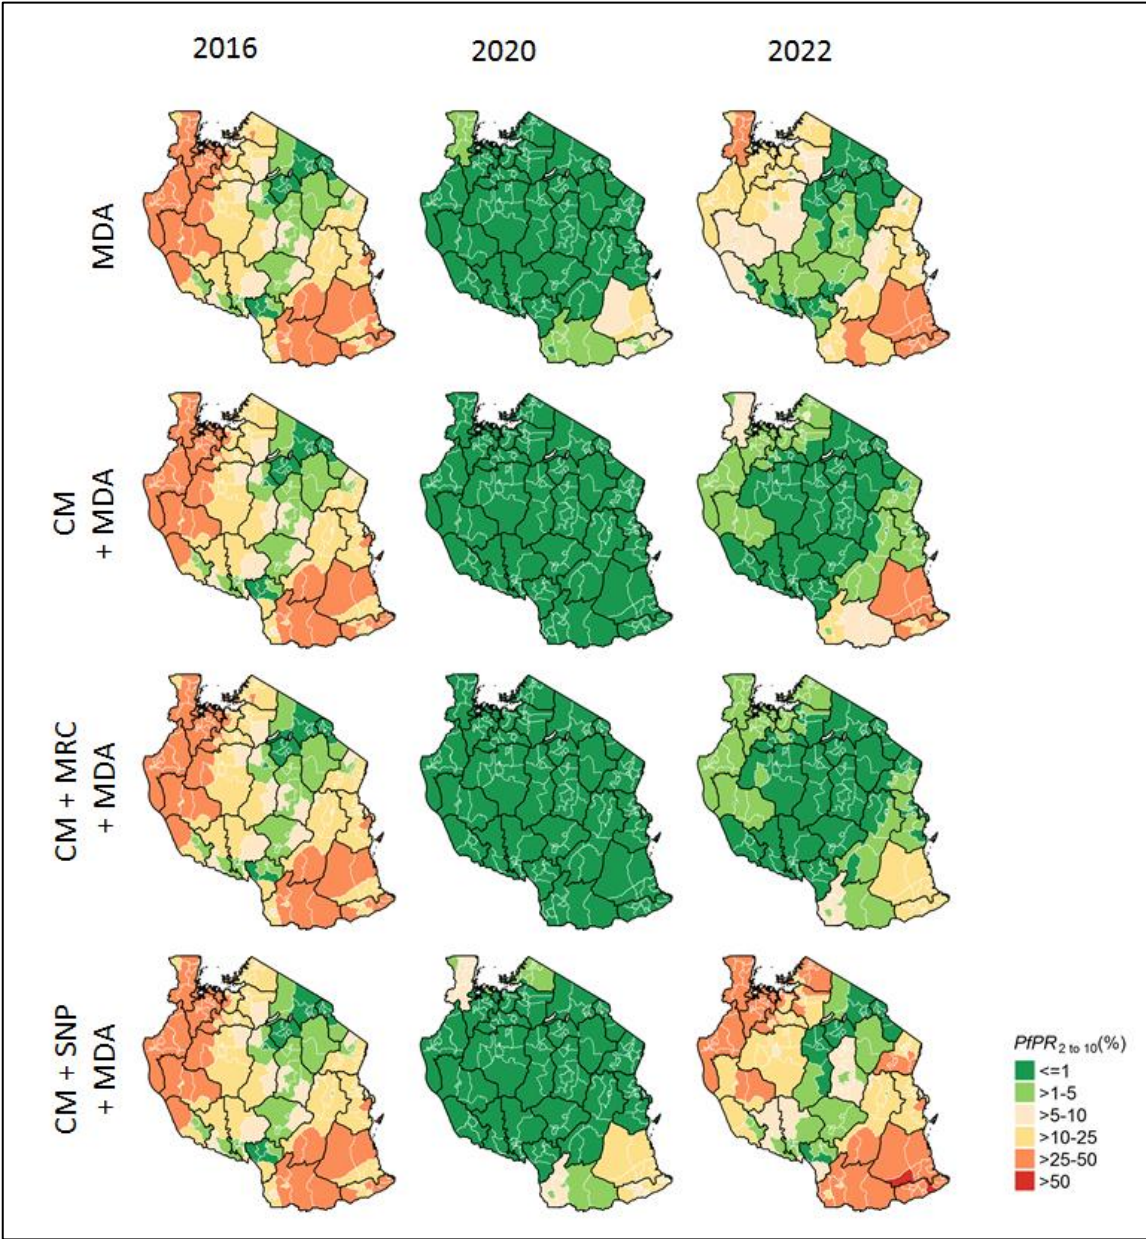 2016 2020 2022
MDA
CM
+ MDA
CM + MRC
+ MDA
CM + SNP
+ MDA
PfPR2 to 10(%)
<=1
>1-5
>5-10
>10-25
>25-50
>50